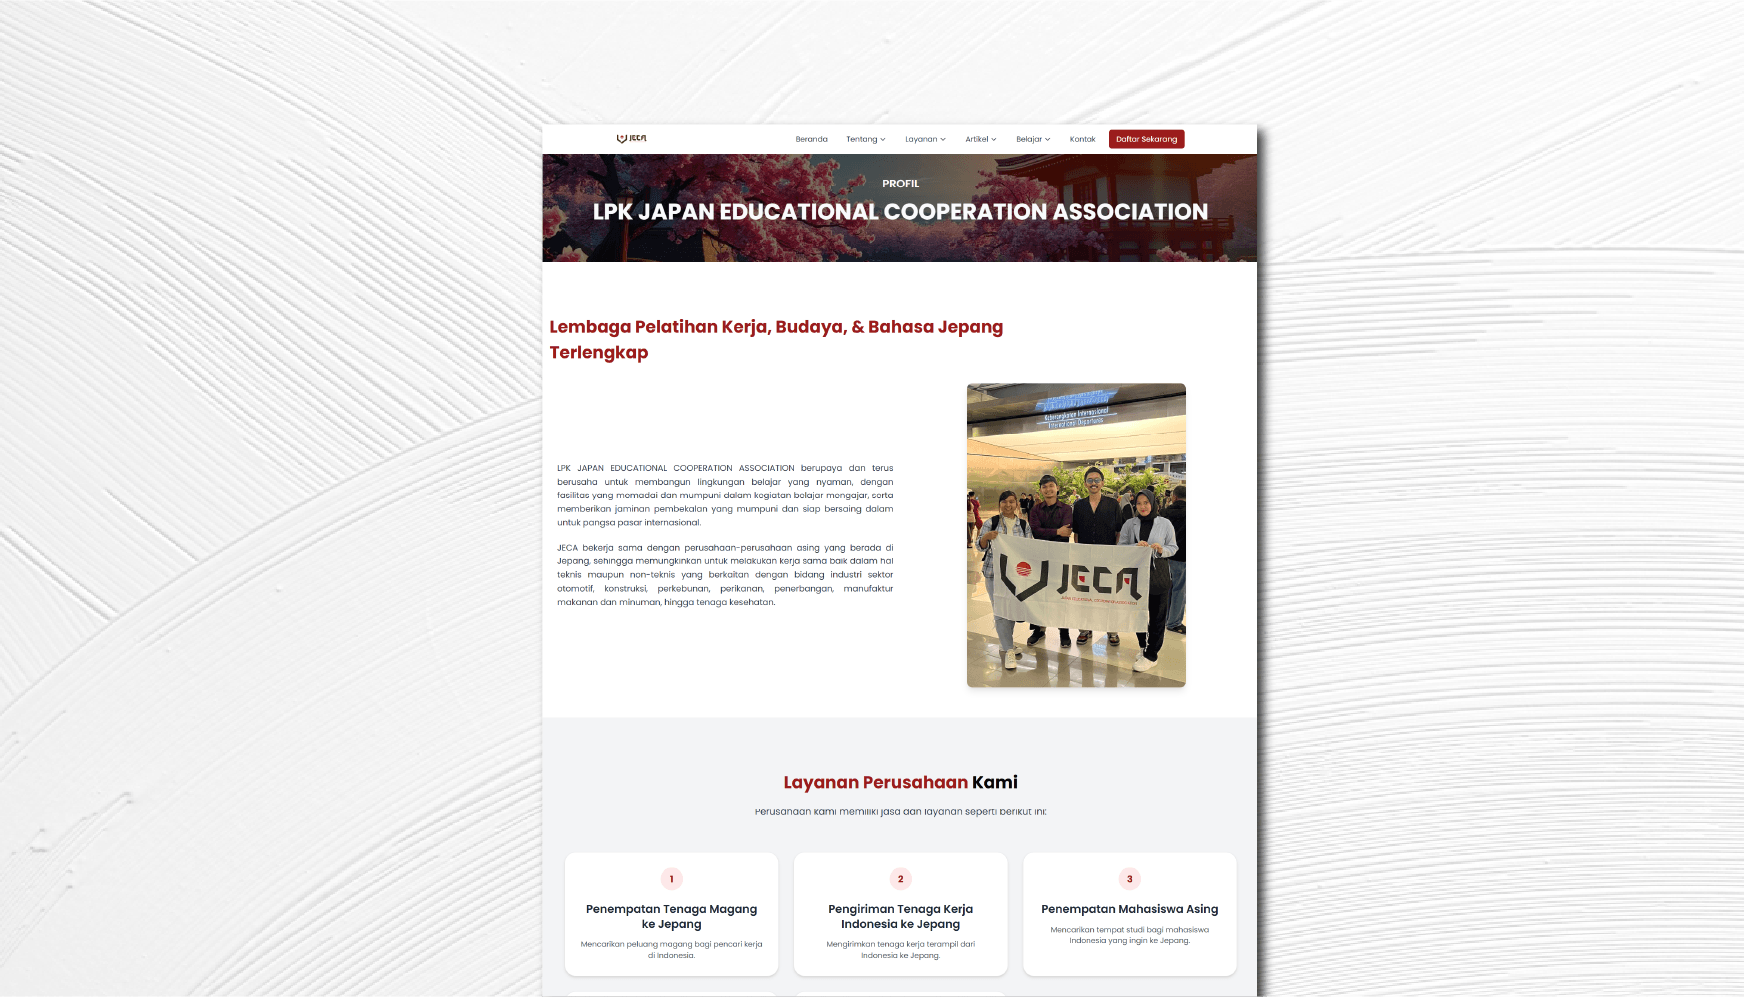 JECA
Beranda Tentang Layanan Artikel Belajar Kontak Daftar Sekarang
PROFIL
LPK JAPAN EDUCATIONAL COOPERATION ASSOCIATION
Lembaga Pelatihan Kerja, Budaya, & Bahasa Jepang
Terlengkap
LPK JAPAN EDUCATIONAL COOPERATION ASSOCIATION berupaya dan terus
berusaha untuk membangun lingkungan belajar yang nyaman, dengan
fasilitas yang memadai dan mumpuni dalam kegiatan belajar mengajar, serta
memberikan jaminan pembekalan yang mumpuni dan siap bersaing dalam
untuk pangsa pasar internasional.
JECA bekerja sama dengan perusahaan-perusahaan asing yang berada di
Jepang, sehingga memungkinkan untuk melakukan kerja sama baik dalam hal
teknis maupun non-teknis yang berkaitan dengan bidang industri sektor
otomotif, konstruksi, perkebunan, perikanan, penerbangan, manufaktur
makanan dan minuman, hingga tenaga kesehatan.
Keberangkatan Internasional
International Departures
JECA
Layanan Perusahaan Kami
Perusahaan kami memiliki jasa dan layanan seperti berikut ini:
1
Penempatan Tenaga Magang
ke Jepang
Mencarikan peluang magang bagi pencari kerja
di Indonesia.
2
Pengiriman Tenaga Kerja
Indonesia ke Jepang
Mengirimkan tenaga kerja terampil dari
Indonesia ke Jepang.
3
Penempatan Mahasiswa Asing
Mencarikan tempat studi bagi mahasiswa
Indonesia yang ingin ke Jepang.